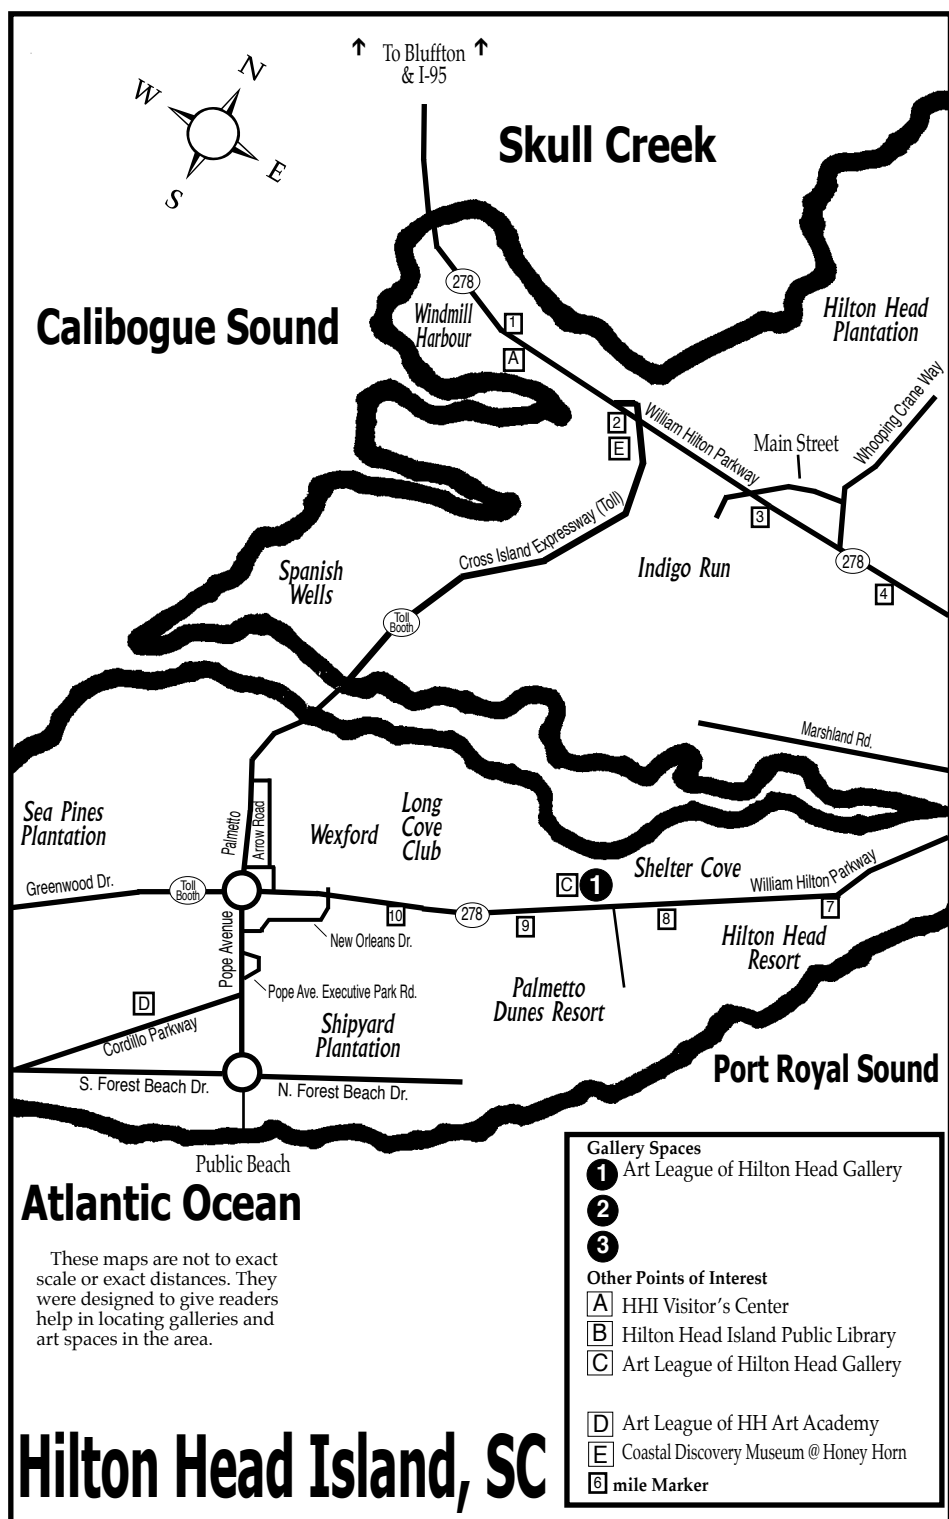 To Bluffton
& I-95
N
W
E
S
Skull Creek
278
Windmill
Harbour
Calibogue Sound
Hilton Head
Plantation
1
A
2
E
William Hilton Parkway
Main Street
Whooping Crane Way
3
Cross Island Expressway (Toll)
Indigo Run
278
4
Spanish
Wells
Toll
Booth
Marshland Rd.
Sea Pines
Plantation
Palmetto
Arrow Road
Wexford
Long
Cove
Club
Shelter Cove
William Hilton Parkway
C
1
Greenwood Dr.
Toll
Booth
10
278
9
8
7
Pope Avenue
New Orleans Dr.
Hilton Head
Resort
Pope Ave. Executive Park Rd.
Palmetto
Dunes Resort
D
Cordillo Parkway
Shipyard
Plantation
Port Royal Sound
S. Forest Beach Dr.
N. Forest Beach Dr.
Public Beach
Atlantic Ocean
These maps are not to exact
scale or exact distances. They
were designed to give readers
help in locating galleries and
art spaces in the area.
Gallery Spaces
1 Art League of Hilton Head Gallery
2
3
Other Points of Interest
A HHI Visitor's Center
B Hilton Head Island Public Library
C Art League of Hilton Head Gallery
D Art League of HH Art Academy
E Coastal Discovery Museum @ Honey Horn
6 mile Marker
Hilton Head Island, SC